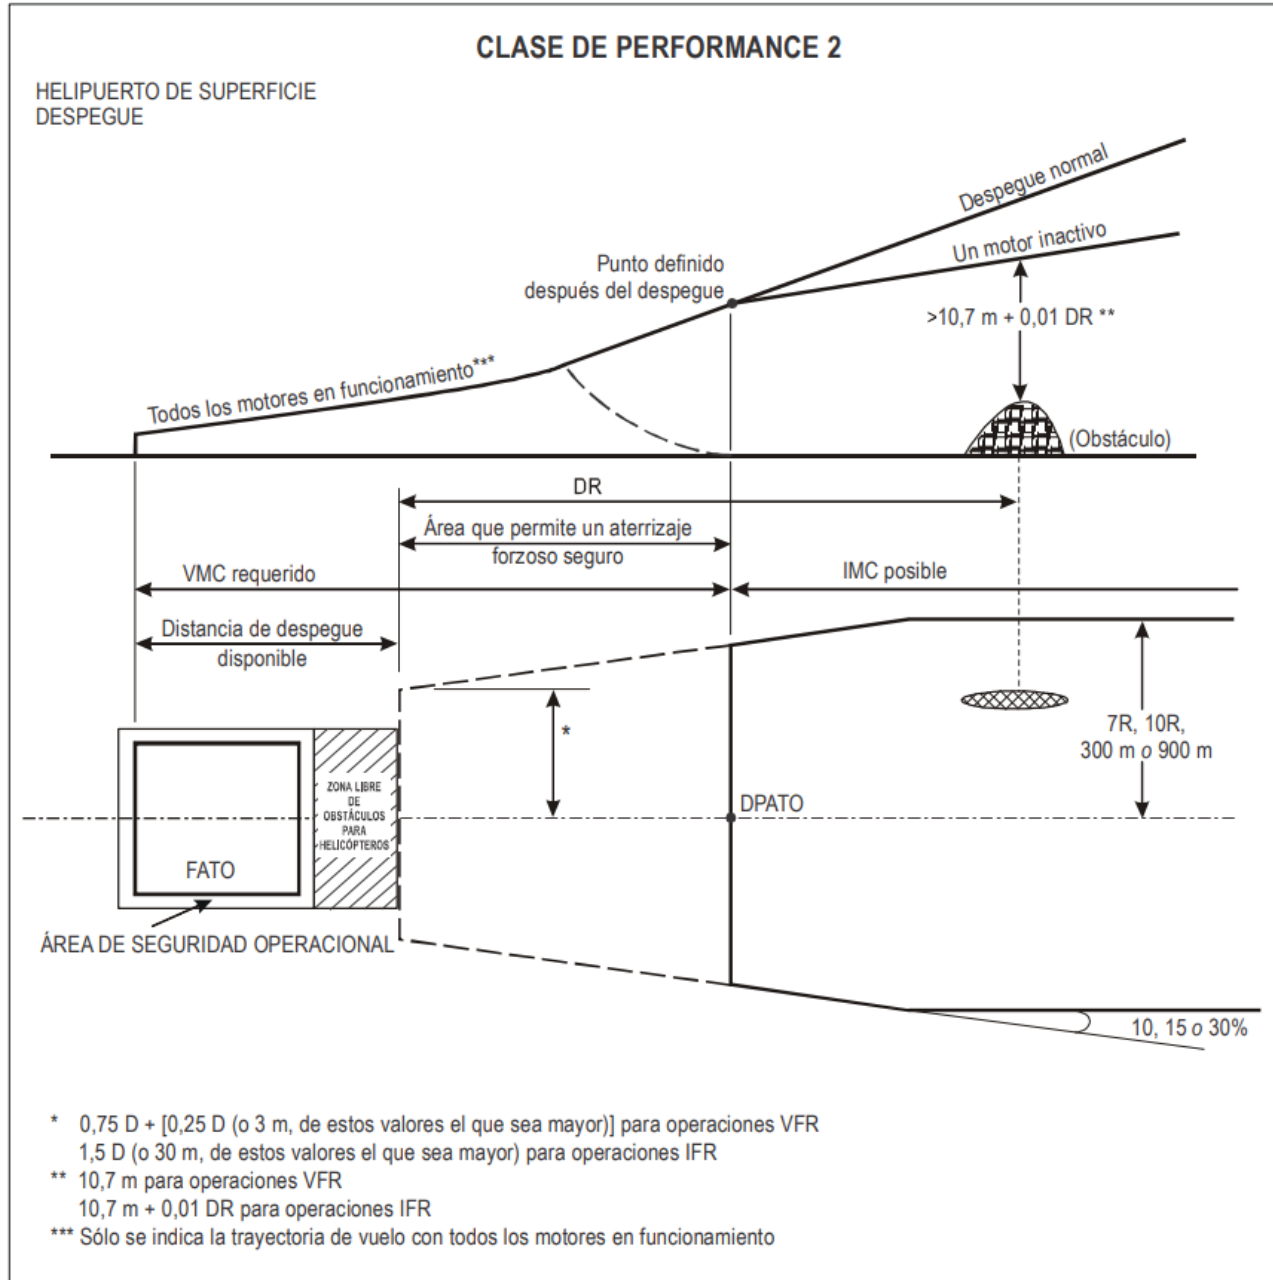 CLASE DE PERFORMANCE 2
HELIPUERTO DE SUPERFICIE
DESPEGUE
Despegue normal
Un motor inactivo
Punto definido
después del despegue
>10,7 m + 0,01 DR **
Todos los motores en funcionamiento***
(Obstáculo)
DR
Área que permite un aterrizaje
forzoso seguro
VMC requerido
IMC posible
Distancia de despegue
disponible
*
7R, 10R,
300 m o 900 m
ZONA LIBRE
DE
OBSTÁCULOS
PARA
HELICÓPTEROS
DPATO
FATO
ÁREA DE SEGURIDAD OPERACIONAL
10, 15 o 30%
* 0,75 D + [0,25 D (o 3 m, de estos valores el que sea mayor)] para operaciones VFR
1,5 D (o 30 m, de estos valores el que sea mayor) para operaciones IFR
** 10,7 m para operaciones VFR
10,7 m + 0,01 DR para operaciones IFR
*** Sólo se indica la trayectoria de vuelo con todos los motores en funcionamiento